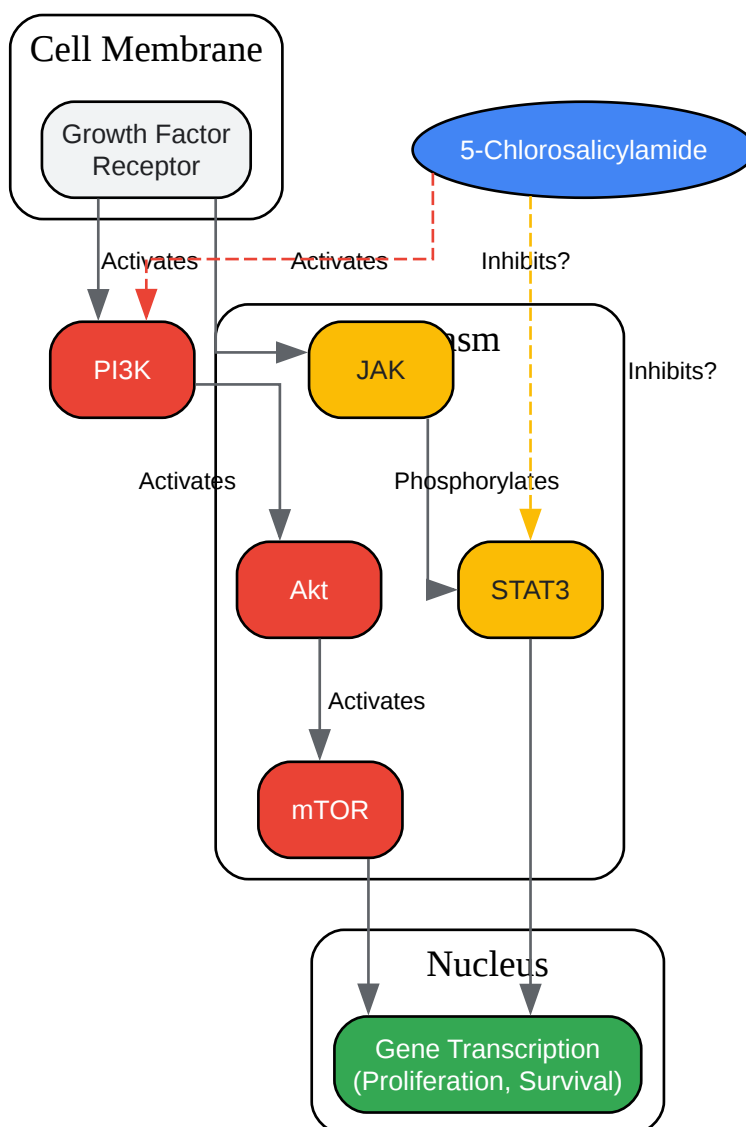 Cell Membrane
Growth Factor
Receptor
5-Chlorosalicylamide
Activates
Activates
Inhibits?
PI3K
JAK
Inhibits?
Activates
Phosphorylates
Akt
STAT3
Activates
mTOR
Nucleus
Gene Transcription
(Proliferation, Survival)